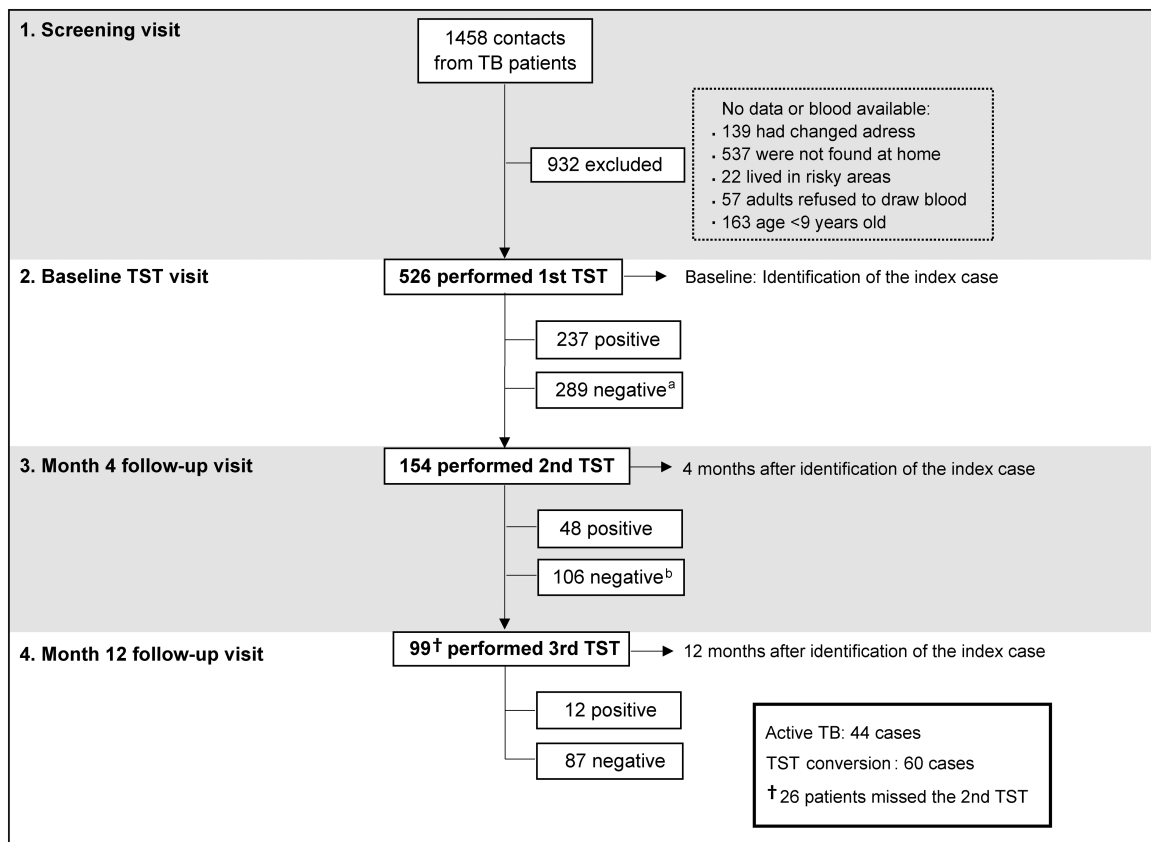 1. Screening visit
1458 contacts
from TB patients
No data or blood available:
· 139 had changed adress
· 537 were not found at home
· 22 lived in risky areas
· 57 adults refused to draw blood
· 163 age <9 years old
932 excluded
2. Baseline TST visit
526 performed 1st TST
Baseline: Identification of the index case
237 positive
289 negativeᵃ
3. Month 4 follow-up visit
154 performed 2nd TST
4 months after identification of the index case
48 positive
106 negativeᵇ
4. Month 12 follow-up visit
99† performed 3rd TST
12 months after identification of the index case
12 positive
87 negative
Active TB: 44 cases
TST conversion : 60 cases
†26 patients missed the 2nd TST